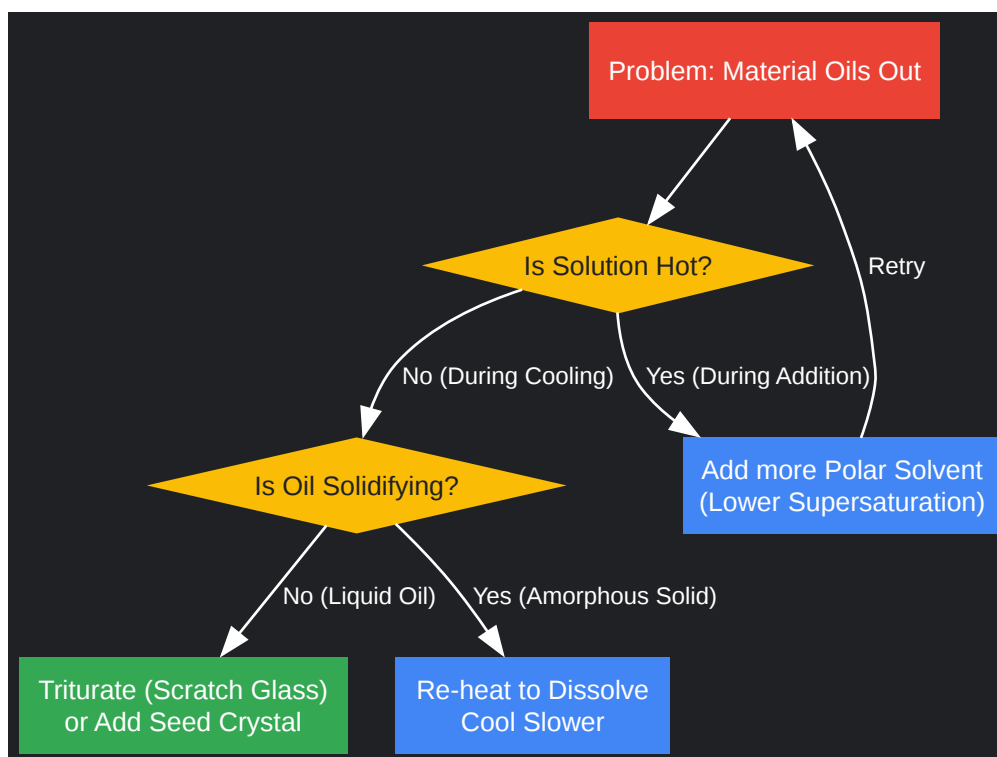 Problem: Material Oils Out
Is Solution Hot?
Retry
No (During Cooling)
Yes (During Addition)
Add more Polar Solvent
(Lower Supersaturation)
Is Oil Solidifying?
No (Liquid Oil)
Yes (Amorphous Solid)
Triturate (Scratch Glass)
or Add Seed Crystal
Re-heat to Dissolve
Cool Slower